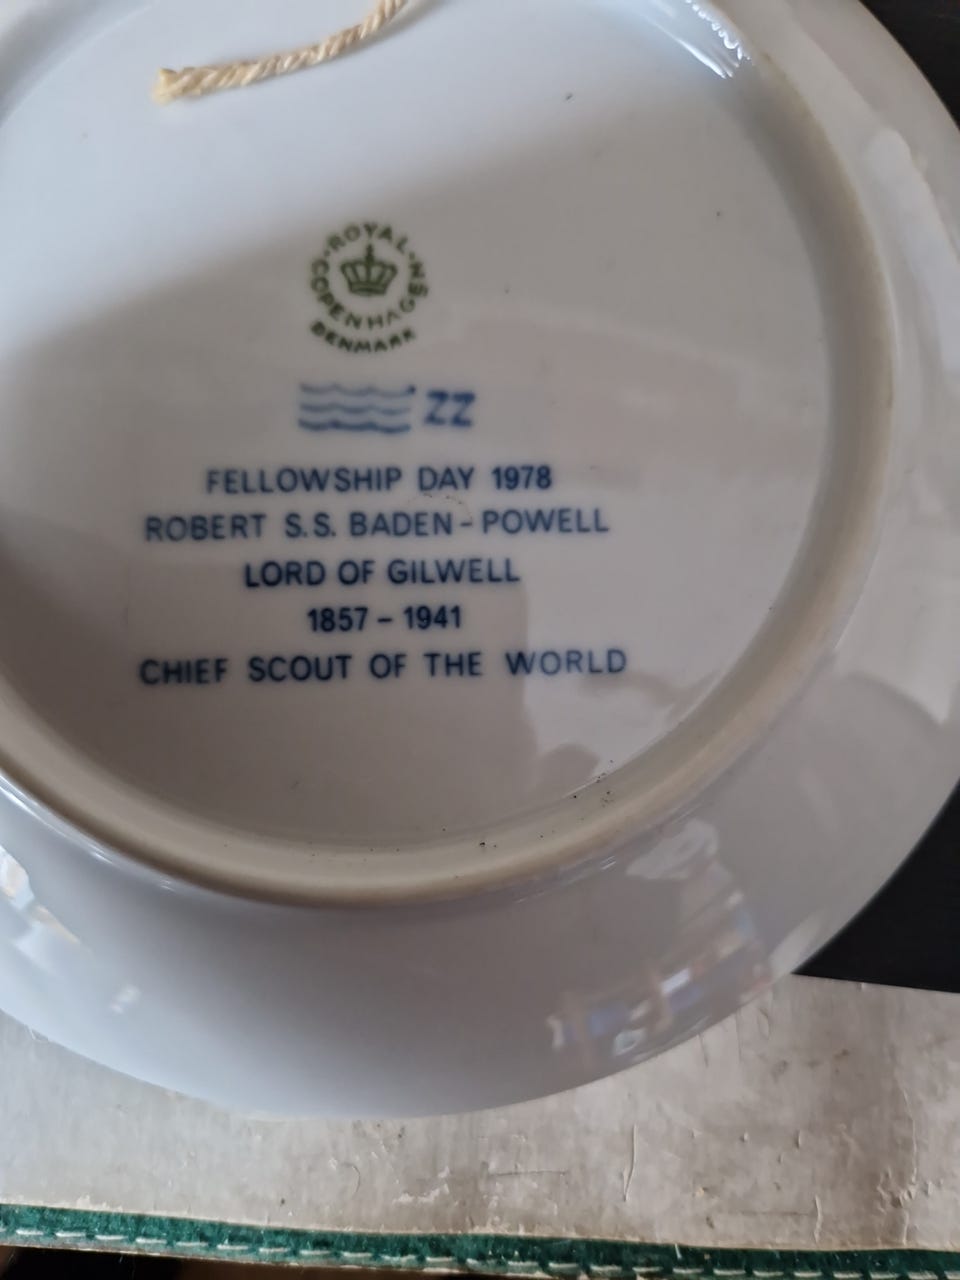 ROYAL
COPENHAGEN
DENMARK
ZZ
FELLOWSHIP DAY 1978
ROBERT S.S. BADEN-POWELL
LORD OF GILWELL
1857-1941
CHIEF SCOUT OF THE WORLD